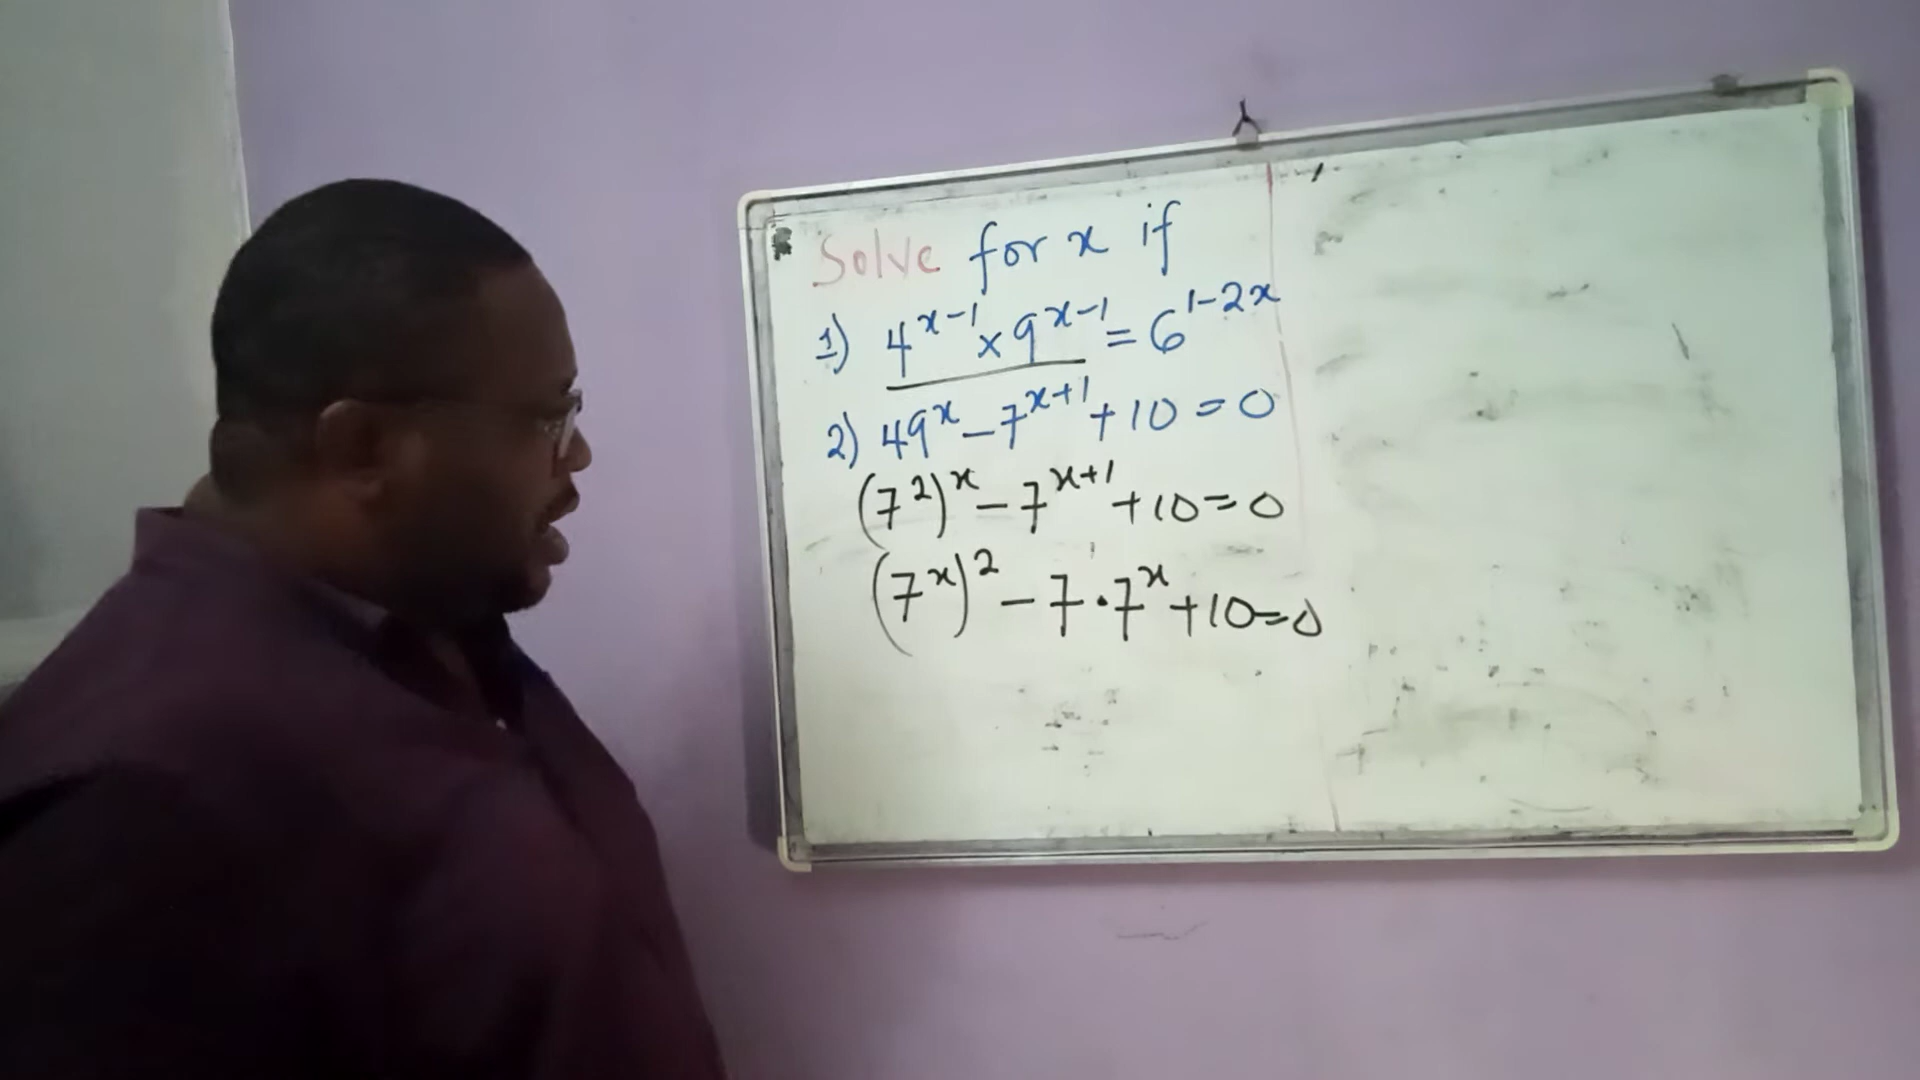 Solve for x if
1) 4^{x-1} × 9^{x-1} = 6^{1-2x}
2) 49^x - 7^{x+1} + 10 = 0
(7^2)^x - 7^{x+1} + 10 = 0
(7^x)^2 - 7 · 7^x + 10 = 0